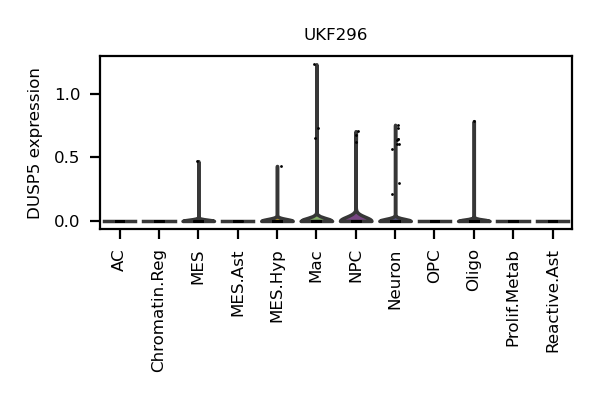 UKF296
DUSP5 expression
1.0
0.5
0.0
AC
Chromatin.Reg
MES
MES.Ast
MES.Hyp
Mac
NPC
Neuron
OPC
Oligo
Prolif.Metab
Reactive.Ast